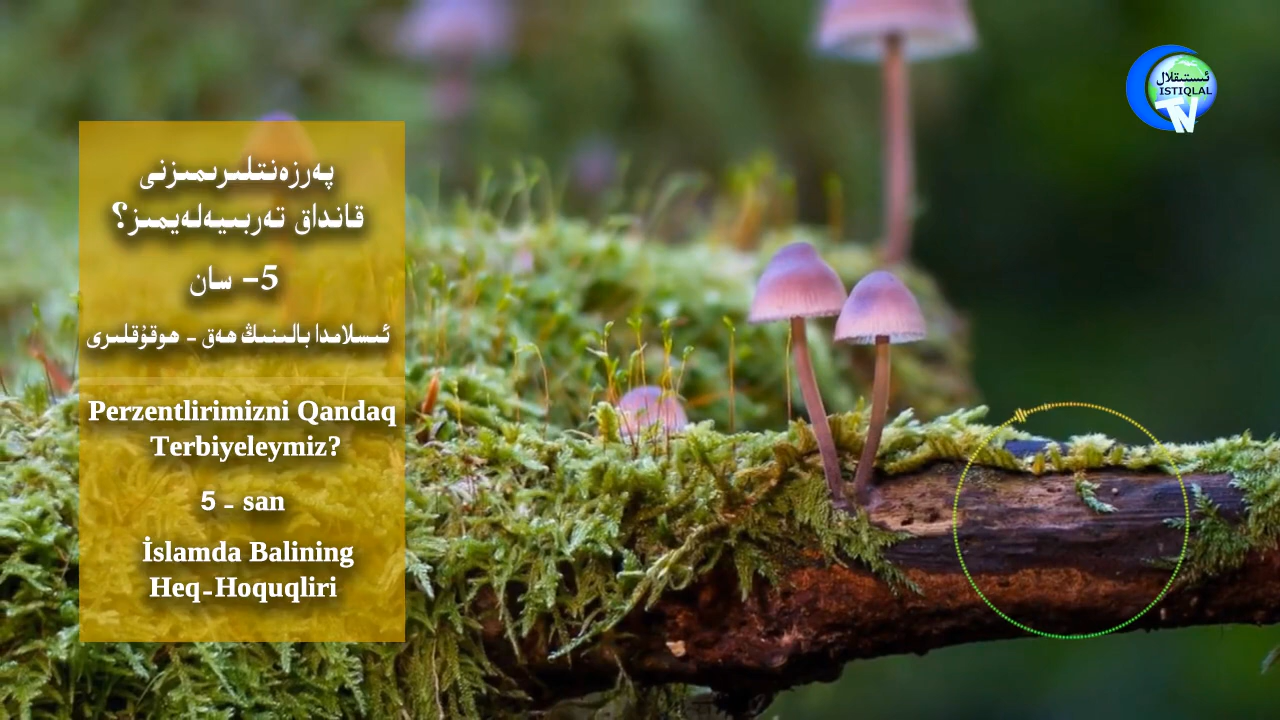 پەرزەنتلىرىمىزنى
قانداق تەربىيەلەيمىز؟
5- سان
ئىسلامدا بالىنىڭ ھەق - ھوقۇقلىرى
Perzentlirimizni Qandaq
Terbiyeleymiz?
5 - san
İslamda Balining
Heq-Hoquqliri
ئىستىقلال
ISTIQLAL
TV